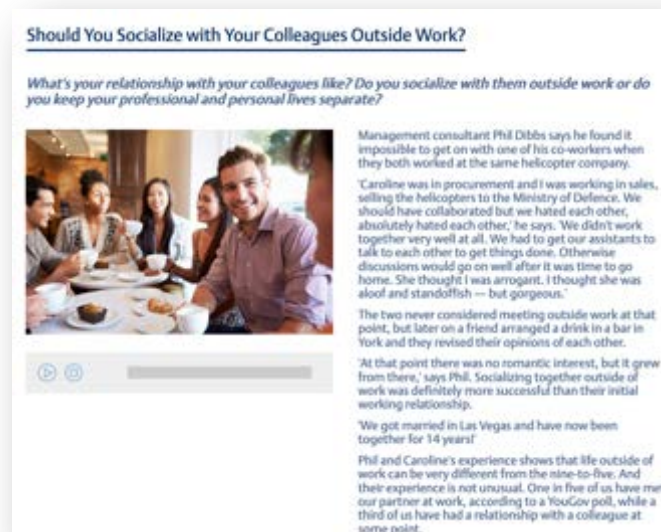 Should You Socialize with Your Colleagues Outside Work?
What's your relationship with your colleagues like? Do you socialize with them outside work or do
you keep your professional and personal lives separate?
Management consultant Phil Dibbs says he found it
impossible to get on with one of his co-workers when
they both worked at the same helicopter company.
'Caroline was in procurement and I was working in sales,
selling the helicopters to the Ministry of Defence. We
should have collaborated but we hated each other,
absolutely hated each other,' he says. 'We didn't work
together very well at all. We had to get our assistants to
talk to each other to get things done. Otherwise
discussions would go on well after it was time to go
home. She thought I was arrogant. I thought she was
aloof and standoffish — but gorgeous.'
The two never considered meeting outside work at that
point, but later on a friend arranged a drink in a bar in
York and they revised their opinions of each other.
'At that point there was no romantic interest, but it grew
from there,' says Phil. Socializing together outside of
work was definitely more successful than their initial
working relationship.
'We got married in Las Vegas and have now been
together for 14 years!'
Phil and Caroline's experience shows that life outside of
work can be very different from the nine-to-five. And
their experience is not unusual. One in five of us have met
our partner at work, according to a YouGov poll, while a
third of us have had a relationship with a colleague at
some point.